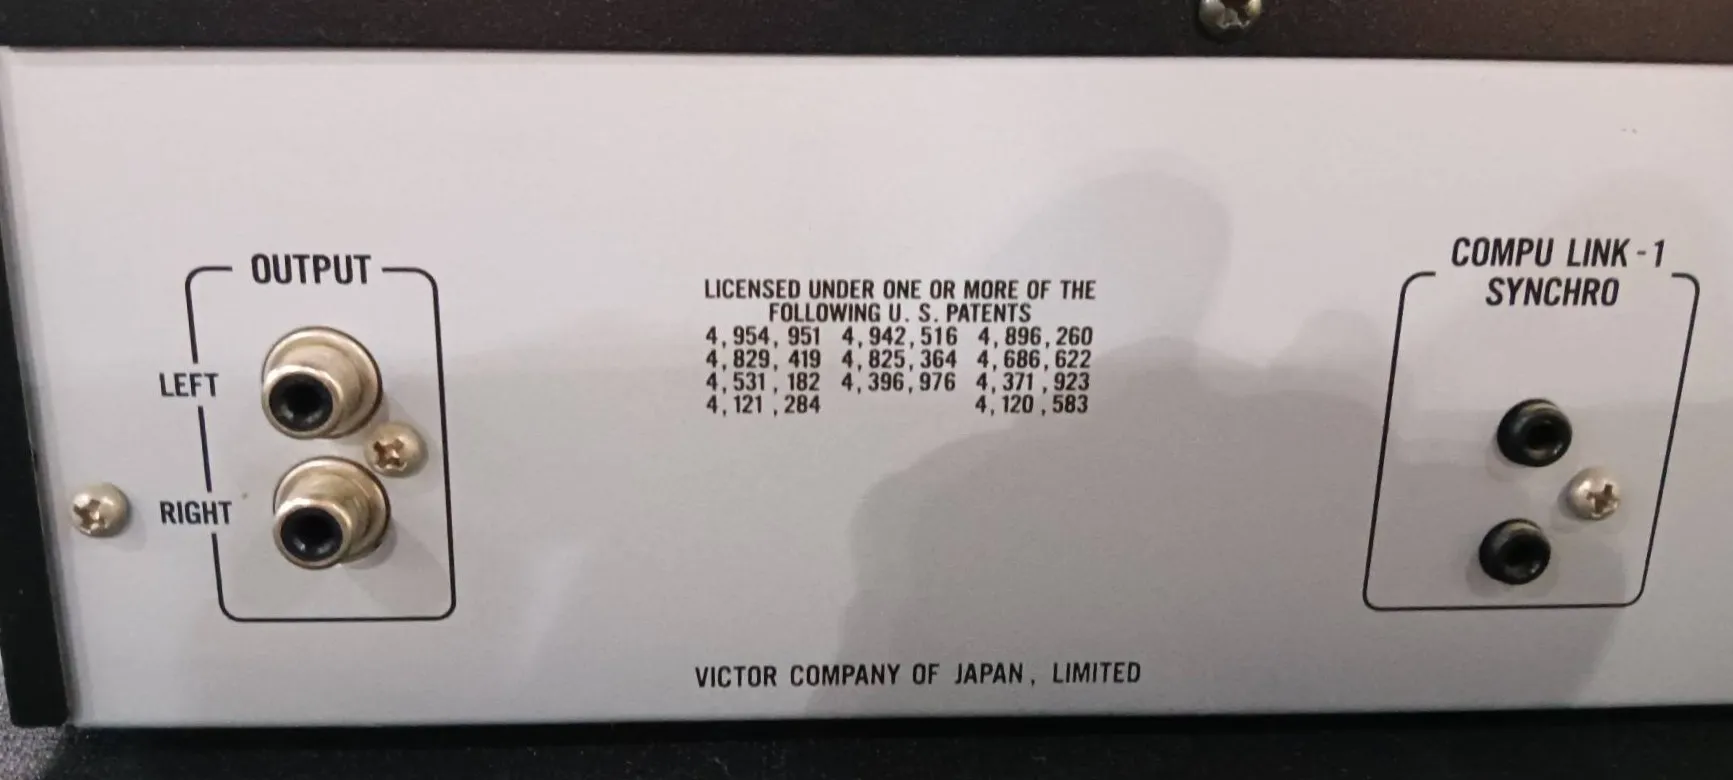 OUTPUT
LEFT
RIGHT
LICENSED UNDER ONE OR MORE OF THE
FOLLOWING U. S. PATENTS
4, 954, 951 4, 942, 516 4, 896, 260
4, 829, 419 4, 825, 364 4, 686, 622
4, 531, 182 4, 396, 976 4, 371, 923
4, 121, 284 4, 120, 583
COMPU LINK-1
SYNCHRO
VICTOR COMPANY OF JAPAN, LIMITED